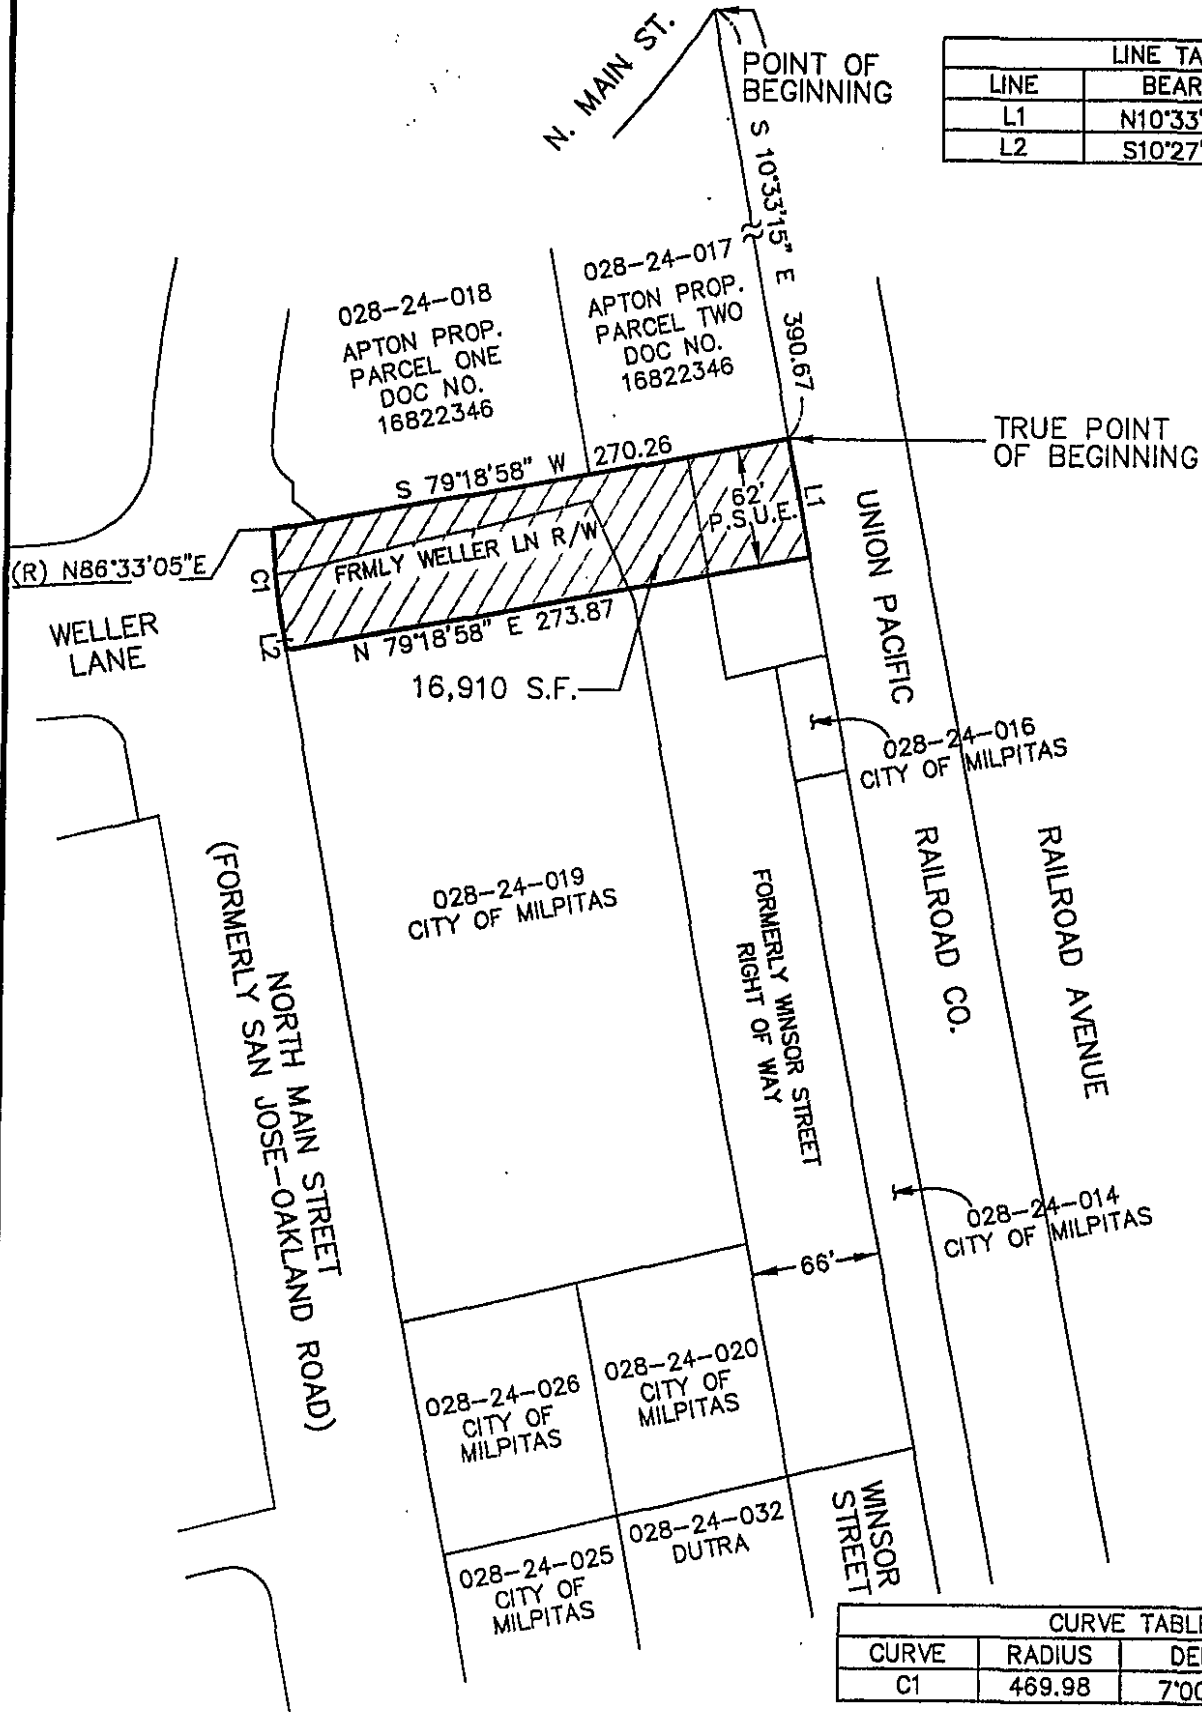 N. MAIN ST.
POINT OF
BEGINNING
LINE TA
LINE BEAR
L1 N10°33'
L2 S10°27'
S 10°33'15" E 390.67
028-24-018
APTON PROP.
PARCEL ONE
DOC NO.
16822346
028-24-017
APTON PROP.
PARCEL TWO
DOC NO.
16822346
TRUE POINT
OF BEGINNING
S 79°18'58" W 270.26
62'
P.S.U.E.
L1
FRMLY WELLER LN R/W
(R) N86°33'05"E
C1
L2
N 79°18'58" E 273.87
WELLER
LANE
16,910 S.F.
UNION PACIFIC
RAILROAD CO.
028-24-016
CITY OF MILPITAS
RAILROAD AVENUE
028-24-019
CITY OF MILPITAS
FORMERLY WINSOR STREET
RIGHT OF WAY
NORTH MAIN STREET
(FORMERLY SAN JOSE-OAKLAND ROAD)
028-24-014
CITY OF MILPITAS
66'
028-24-026
CITY OF
MILPITAS
028-24-020
CITY OF
MILPITAS
028-24-025
CITY OF
MILPITAS
028-24-032
DUTRA
WINSOR
STREET
CURVE TABLE
CURVE RADIUS DE
C1 469.98 7°00